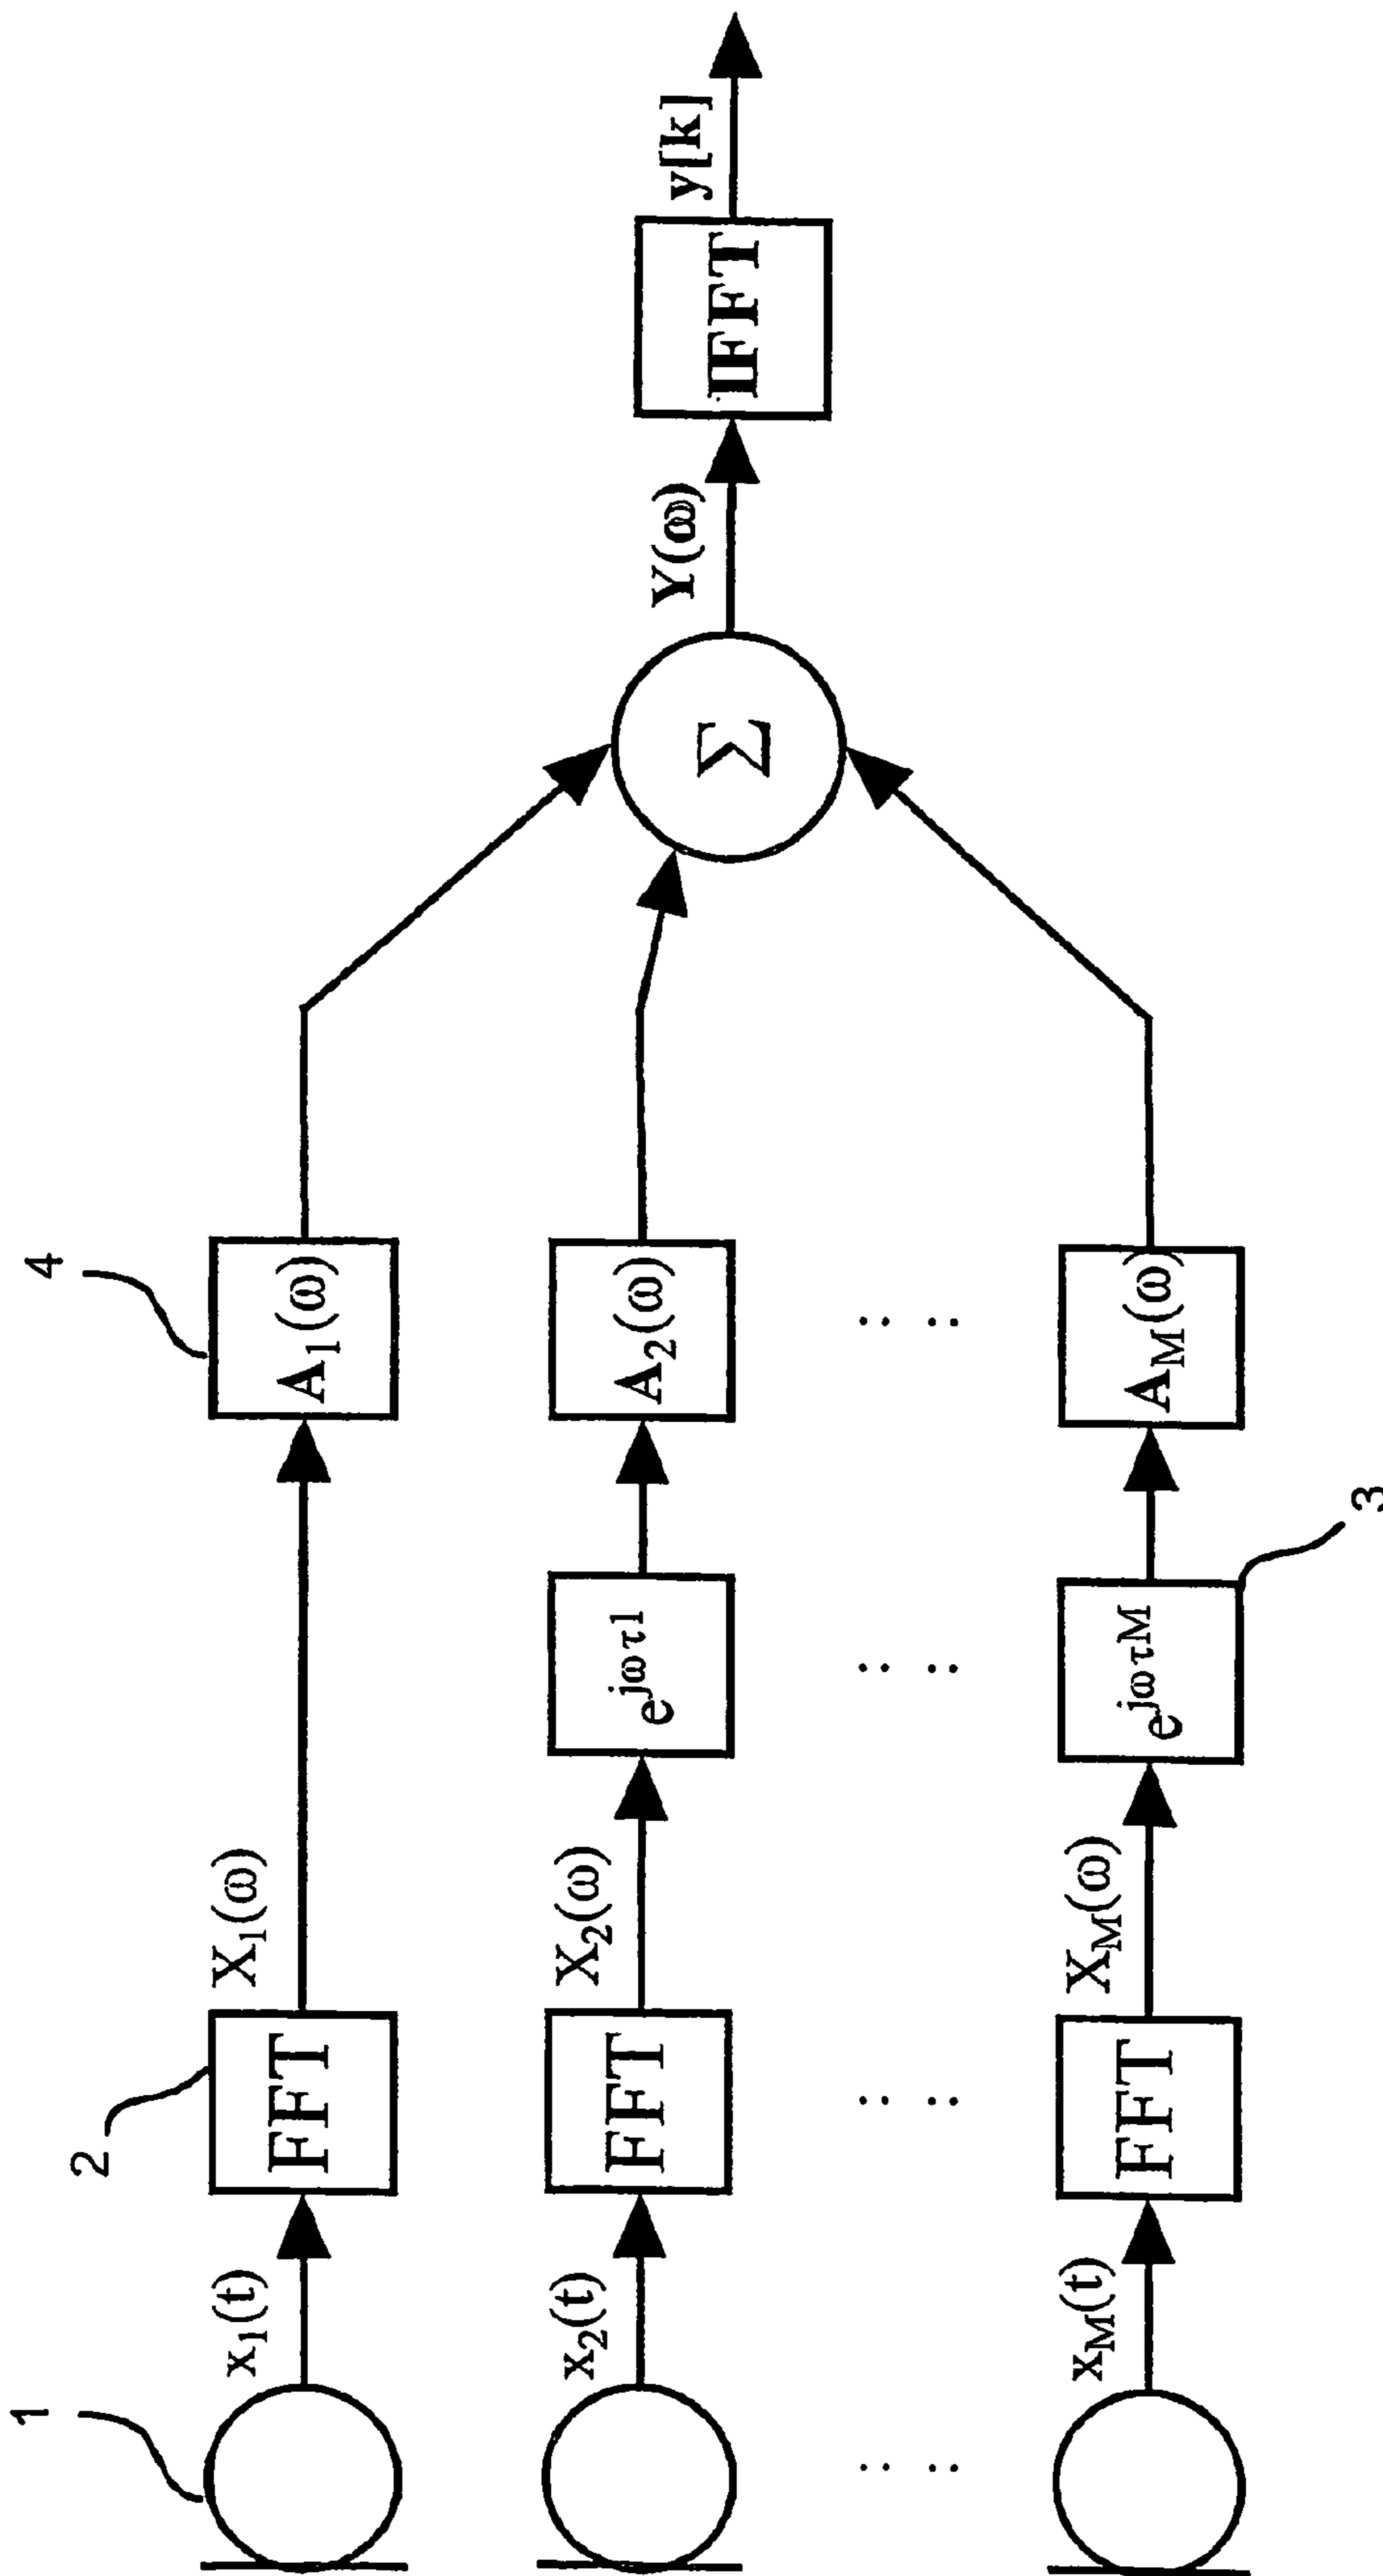 1
x₁(t)
2
FFT
X₁(ω)
4
A₁(ω)
x₂(t)
FFT
X₂(ω)
e^jωτ1
A₂(ω)
Σ
Y(ω)
IFFT
y[k]
x_M(t)
FFT
X_M(ω)
e^jωτM
3
A_M(ω)